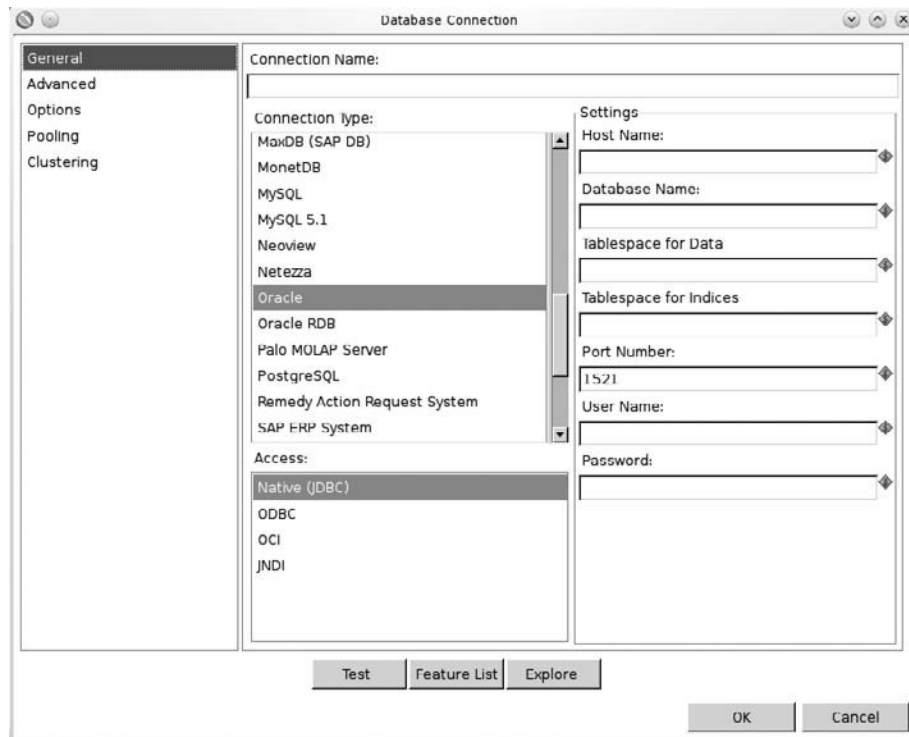 Database Connection
General
Advanced
Options
Pooling
Clustering
Connection Name:
Connection Type:
MaxDB (SAP DB)
MonetDB
MySQL
MySQL 5.1
Neoview
Netezza
Oracle
Oracle RDB
Palo MOLAP Server
PostgreSQL
Remedy Action Request System
SAP ERP System
Access:
Native (JDBC)
ODBC
OCI
JNDI
Settings
Host Name:
Database Name:
Tablespace for Data
Tablespace for Indices
Port Number:
1521
User Name:
Password:
Test
Feature List
Explore
OK
Cancel